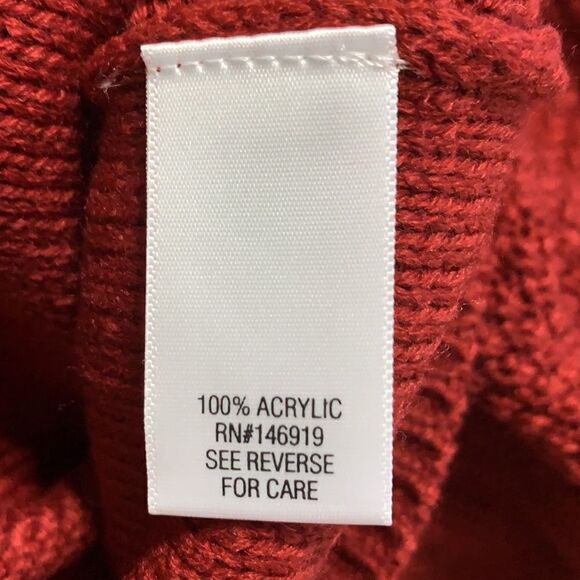 100% ACRYLIC
RN#146919
SEE REVERSE
FOR CARE